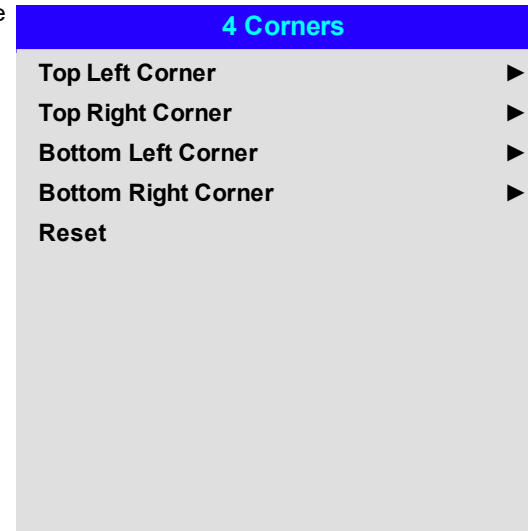 e
4 Corners
Top Left Corner ►
Top Right Corner ►
Bottom Left Corner ►
Bottom Right Corner ►
Reset